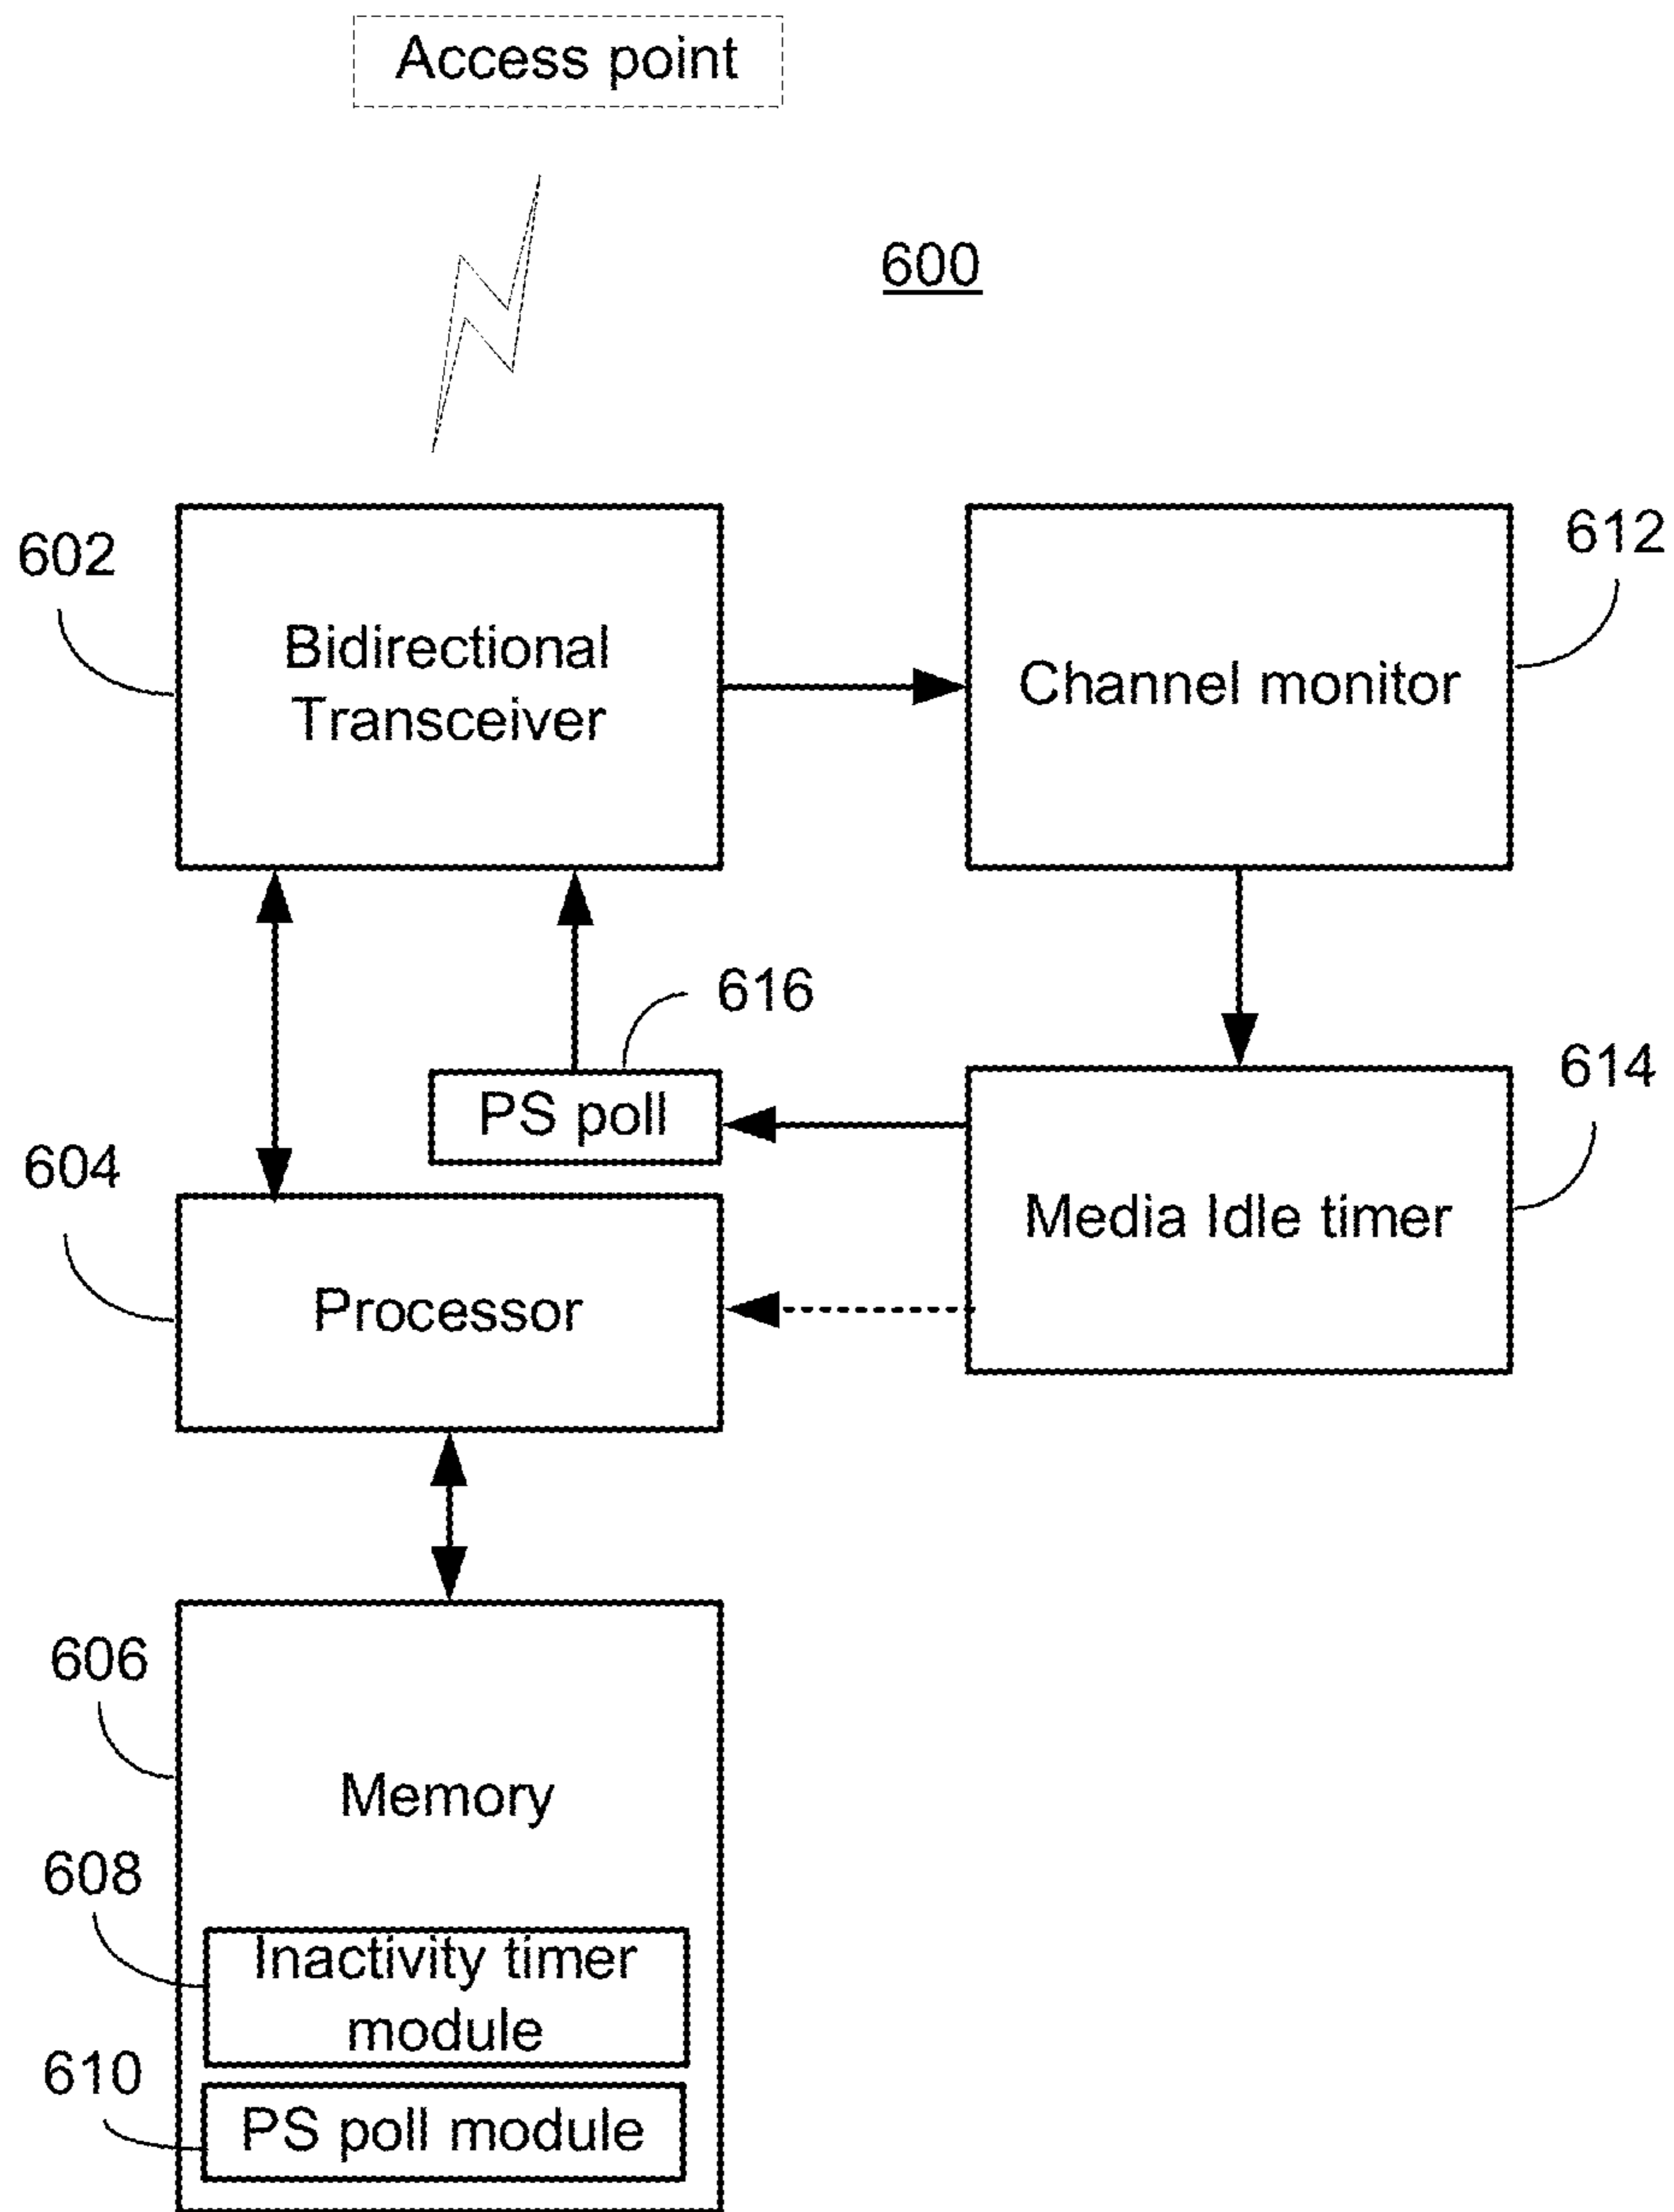 Access point
600
602
612
Bidirectional
Transceiver
Channel monitor
616
614
PS poll
604
Media Idle timer
Processor
606
Memory
608
Inactivity timer
module
610
PS poll module